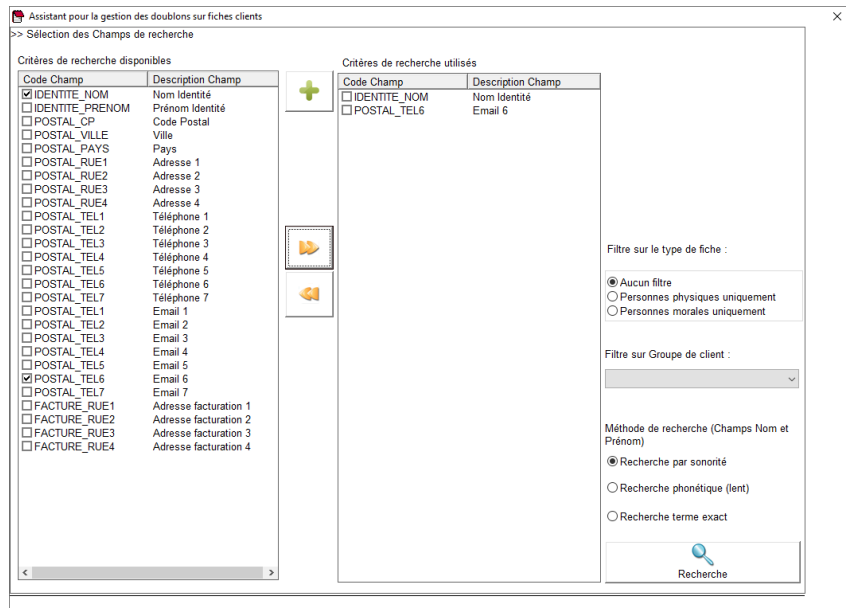 Assistant pour la gestion des doublons sur fiches clients
>> Sélection des Champs de recherche
Critères de recherche disponibles
Code Champ Description Champ
IDENTITE_NOM Nom Identité
IDENTITE_PRENOM Prénom Identité
POSTAL_CP Code Postal
POSTAL_VILLE Ville
POSTAL_PAYS Pays
POSTAL_RUE1 Adresse 1
POSTAL_RUE2 Adresse 2
POSTAL_RUE3 Adresse 3
POSTAL_RUE4 Adresse 4
POSTAL_TEL1 Téléphone 1
POSTAL_TEL2 Téléphone 2
POSTAL_TEL3 Téléphone 3
POSTAL_TEL4 Téléphone 4
POSTAL_TEL5 Téléphone 5
POSTAL_TEL6 Téléphone 6
POSTAL_TEL7 Téléphone 7
POSTAL_TEL1 Email 1
POSTAL_TEL2 Email 2
POSTAL_TEL3 Email 3
POSTAL_TEL4 Email 4
POSTAL_TEL5 Email 5
POSTAL_TEL6 Email 6
POSTAL_TEL7 Email 7
FACTURE_RUE1 Adresse facturation 1
FACTURE_RUE2 Adresse facturation 2
FACTURE_RUE3 Adresse facturation 3
FACTURE_RUE4 Adresse facturation 4
Critères de recherche utilisés
Code Champ Description Champ
IDENTITE_NOM Nom Identité
POSTAL_TEL6 Email 6
Filtre sur le type de fiche :
Aucun filtre
Personnes physiques uniquement
Personnes morales uniquement
Filtre sur Groupe de client :
Méthode de recherche (Champs Nom et
Prénom)
Recherche par sonorité
Recherche phonétique (lent)
Recherche terme exact
Recherche